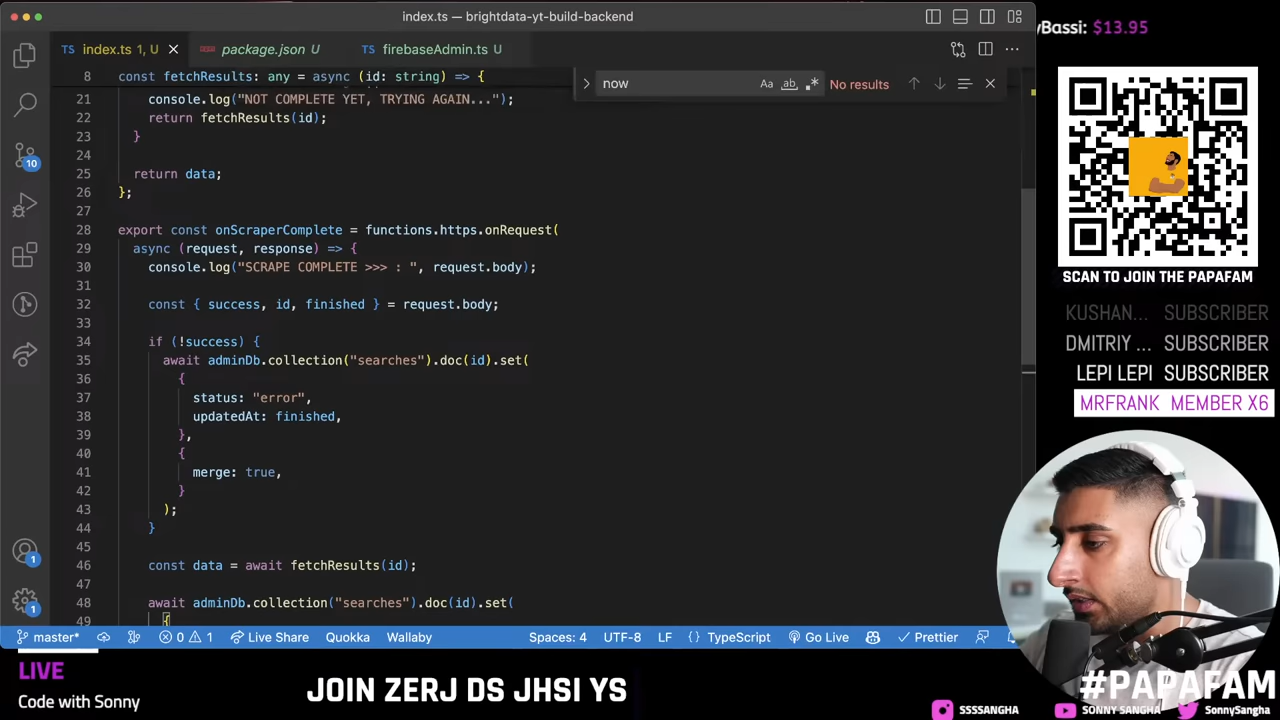 index.ts — brightdata-yt-build-backend
TS index.ts 1, U
package.json U
TS firebaseAdmin.ts U
now
Aa ab
No results
8 const fetchResults: any = async (id: string) => {
21 console.log("NOT COMPLETE YET, TRYING AGAIN...");
22 return fetchResults(id);
23 }
24
25 return data;
26 };
27
28 export const onScraperComplete = functions.https.onRequest(
29 async (request, response) => {
30 console.log("SCRAPE COMPLETE >>> : ", request.body);
31
32 const { success, id, finished } = request.body;
33
34 if (!success) {
35 await adminDb.collection("searches").doc(id).set(
36 {
37 status: "error",
38 updatedAt: finished,
39 },
40 {
41 merge: true,
42 }
43 );
44 }
45
46 const data = await fetchResults(id);
47
48 await adminDb.collection("searches").doc(id).set(
49 {
10
1
1
master* 0 1 Live Share Quokka Wallaby Spaces: 4 UTF-8 LF { } TypeScript Go Live Prettier
yBassi: $13.95
SCAN TO JOIN THE PAPAFAM
KUSHAN... SUBSCRIBER
DMITRIY ... SUBSCRIBER
LEPI LEPI SUBSCRIBER
MRFRANK MEMBER X6
LIVE
Code with Sonny
JOIN ZERJ DS JHSI YS
#PAPAFAM
SSSSANGHA SONNY SANGHA SonnySangha